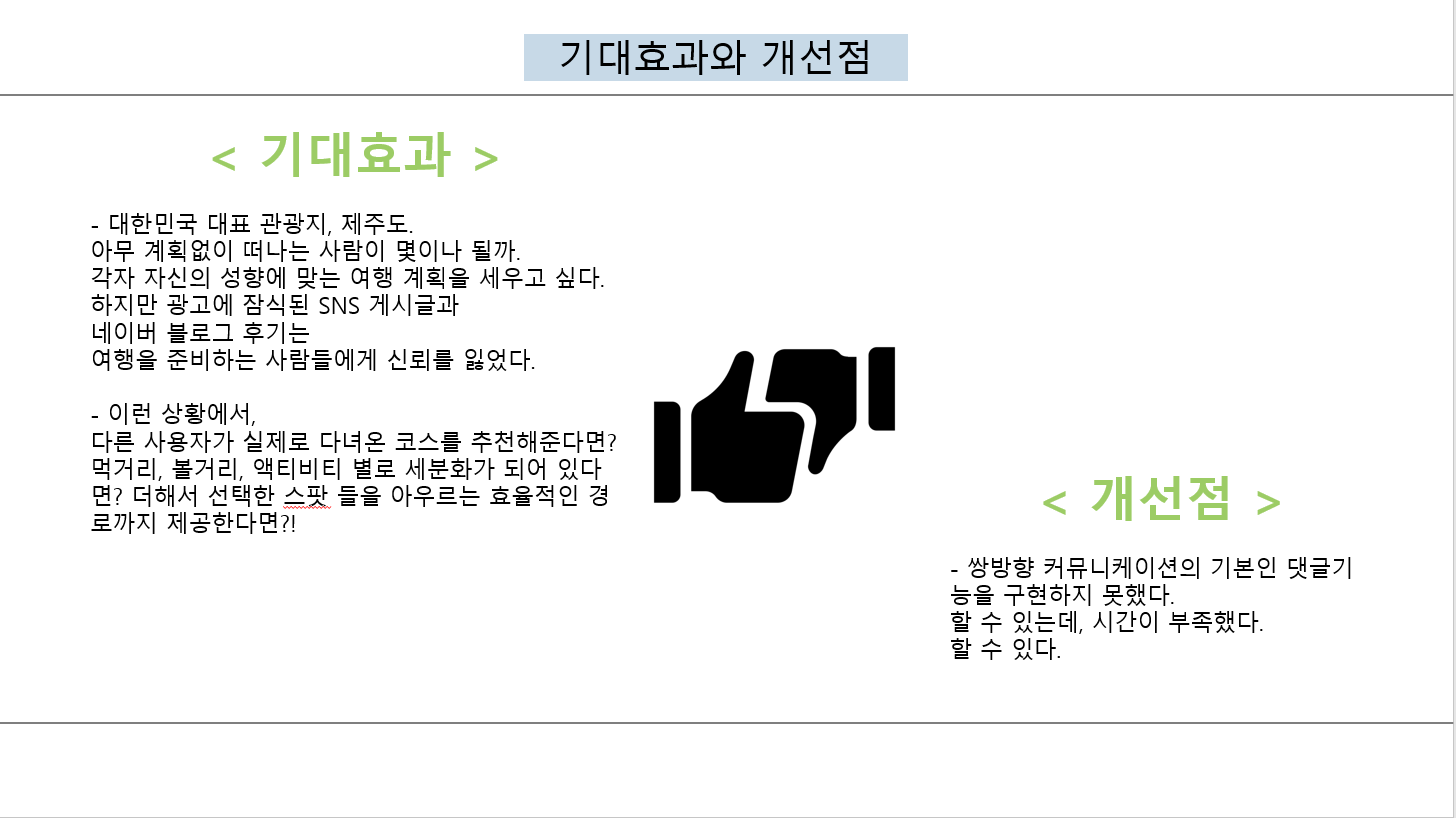 기대효과와 개선점
< 기대효과 >
- 대한민국 대표 관광지, 제주도.
아무 계획없이 떠나는 사람이 몇이나 될까.
각자 자신의 성향에 맞는 여행 계획을 세우고 싶다.
하지만 광고에 잠식된 SNS 게시글과
네이버 블로그 후기는
여행을 준비하는 사람들에게 신뢰를 잃었다.
- 이런 상황에서,
다른 사용자가 실제로 다녀온 코스를 추천해준다면?
먹거리, 볼거리, 액티비티 별로 세분화가 되어 있다
면? 더해서 선택한 스팟 들을 아우르는 효율적인 경
로까지 제공한다면?!
< 개선점 >
- 쌍방향 커뮤니케이션의 기본인 댓글기
능을 구현하지 못했다.
할 수 있는데, 시간이 부족했다.
할 수 있다.